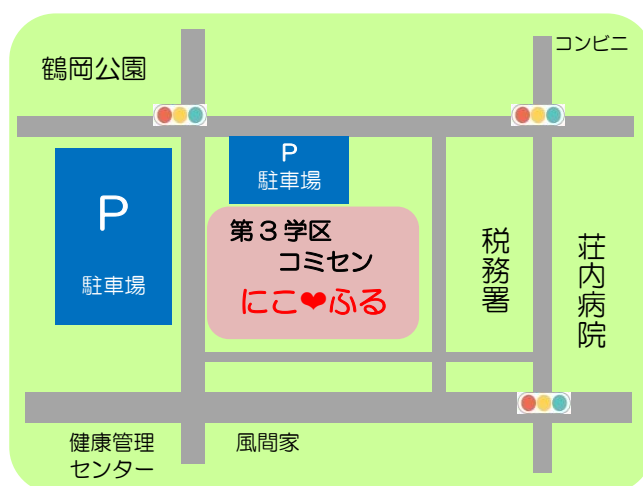 コンビニ
鶴岡公園
P
駐車場
P
駐車場
第3学区
コミセン
にこ❤ふる
税務署
荘内病院
健康管理
センター
風間家